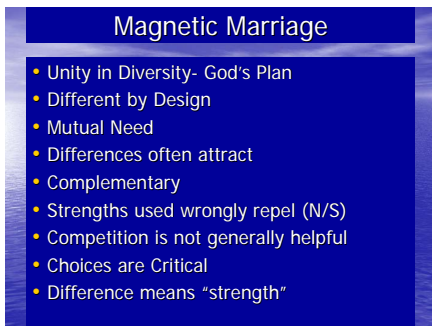 Magnetic Marriage
• Unity in Diversity- God's Plan
• Different by Design
• Mutual Need
• Differences often attract
• Complementary
• Strengths used wrongly repel (N/S)
• Competition is not generally helpful
• Choices are Critical
• Difference means “strength”